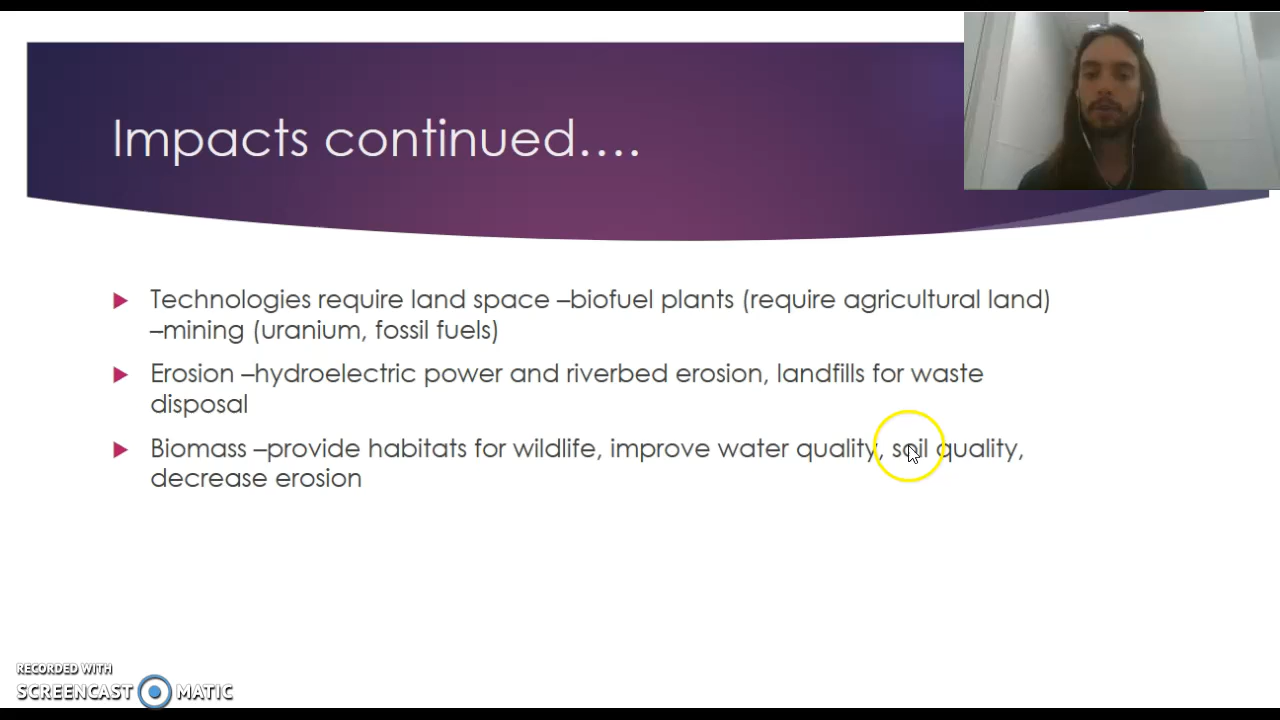 Impacts continued….
Technologies require land space –biofuel plants (require agricultural land)
–mining (uranium, fossil fuels)
Erosion –hydroelectric power and riverbed erosion, landfills for waste
disposal
Biomass –provide habitats for wildlife, improve water quality, soil quality,
decrease erosion
RECORDED WITH
SCREENCAST MATIC